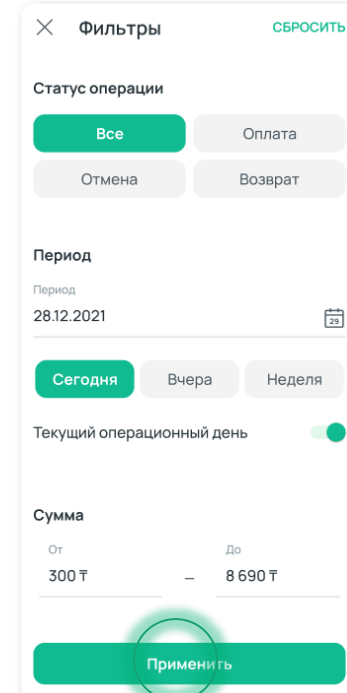 Фильтры СБРОСИТЬ
Статус операции
Все Оплата
Отмена Возврат
Период
Период
28.12.2021 29
Сегодня Вчера Неделя
Текущий операционный день
Сумма
От До
300 ₸ – 8 690 ₸
Применить